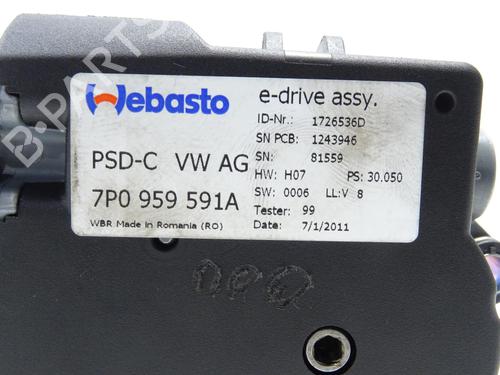 B-PARTS
Webasto
e-drive assy.
ID-Nr.: 1726536D
SN PCB: 1243946
PSD-C VW AG
SN: 81559
HW: H07 PS: 30.050
7P0 959 591A
SW: 0006 LL:V 8
Tester: 99
WBR Made in Romania (RO)
Date: 7/1/2011